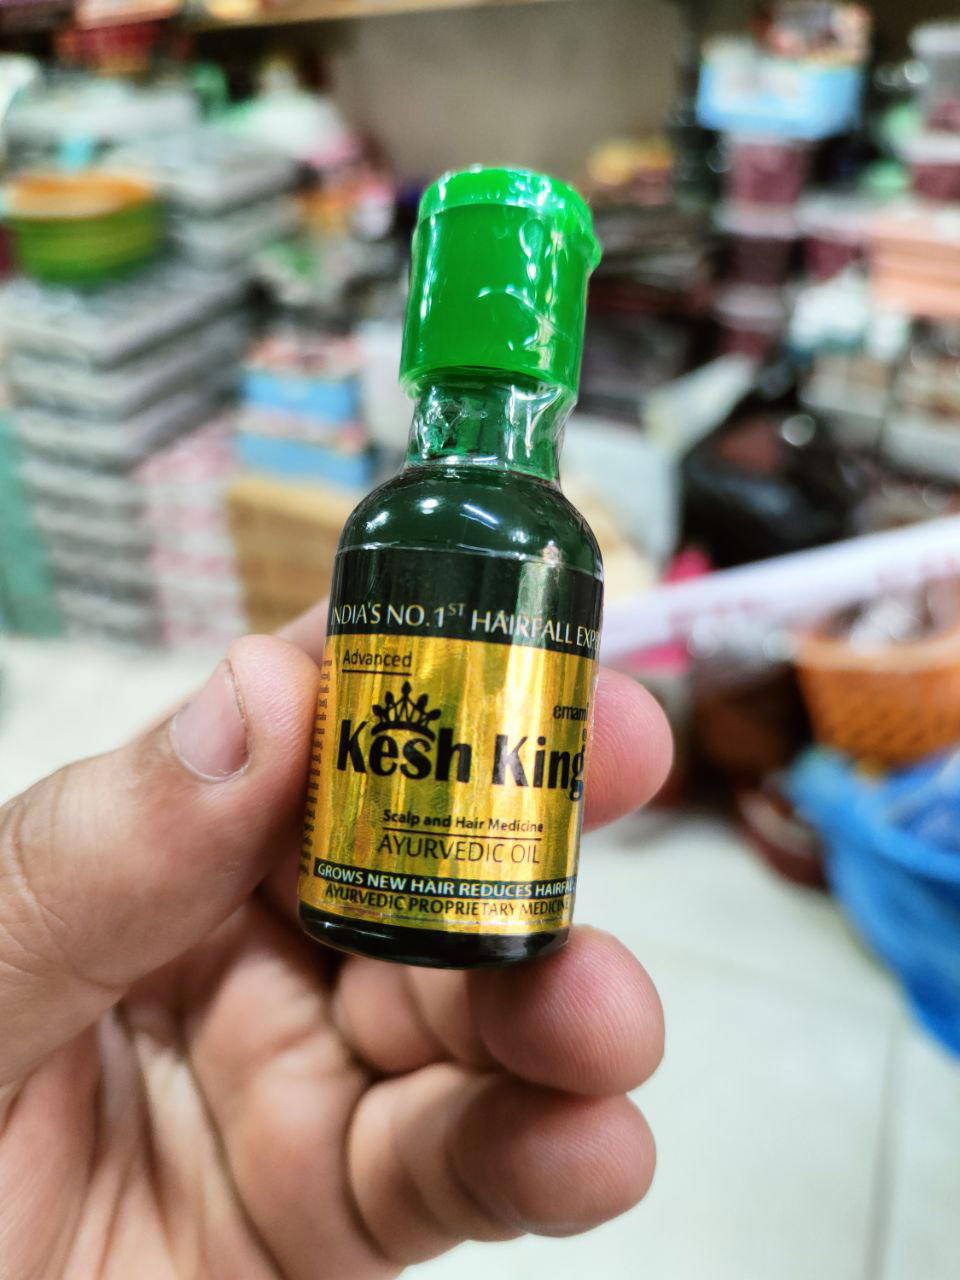 INDIA'S NO.1ST HAIRFALL
Advanced
emami
Kesh King
Scalp and Hair Medicine
AYURVEDIC OIL
GROWS NEW HAIR REDUCES
AYURVEDIC PROPRIETARY MEDICINE